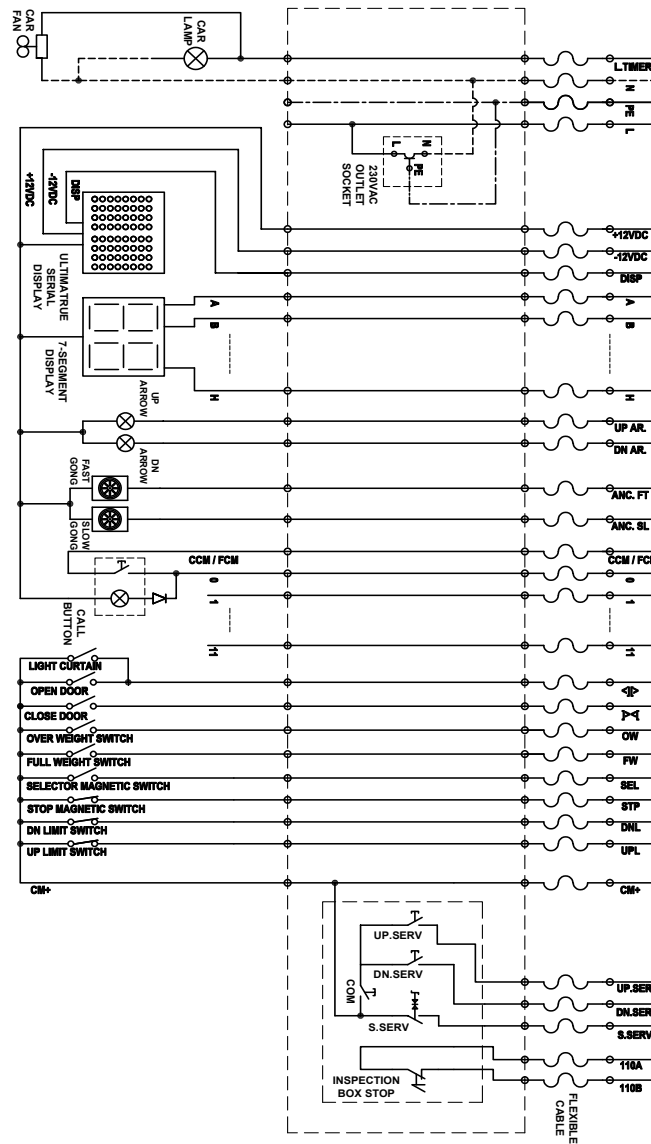 CAR
FAN
CAR
LAMP
L.TIMER
N
PE
L
L
N
PE
230VAC
OUTLET
SOCKET
+12VDC
-12VDC
DISP
ULTIMATRUE
SERIAL
DISPLAY
+12VDC
-12VDC
DISP
7-SEGMENT
DISPLAY
A
B
H
A
B
H
UP
ARROW
DN
ARROW
UP AR.
DN AR.
FAST
GONG
SLOW
GONG
ANC. FT
ANC. SL
CCM / FCM
CCM / FCM
0
0
1
1
11
11
CALL
BUTTON
LIGHT CURTAIN
OPEN DOOR
<||>
CLOSE DOOR
>|<
OVER WEIGHT SWITCH
OW
FULL WEIGHT SWITCH
FW
SELECTOR MAGNETIC SWITCH
SEL
STOP MAGNETIC SWITCH
STP
DN LIMIT SWITCH
DNL
UP LIMIT SWITCH
UPL
CM+
CM+
UP.SERV
DN.SERV
COM
S.SERV
UP.SER
DN.SER
S.SERV
INSPECTION
BOX STOP
110A
110B
FLEXIBLE
CABLE